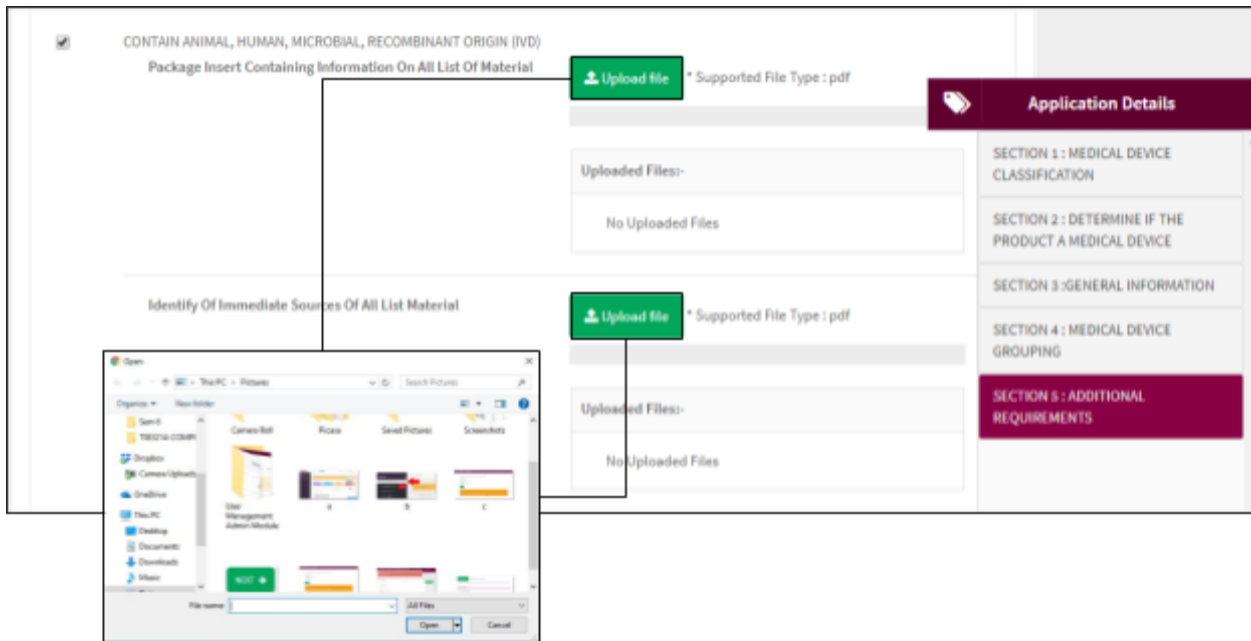 CONTAIN ANIMAL, HUMAN, MICROBIAL, RECOMBINANT ORIGIN (IVD)
Package Insert Containing Information On All List Of Material
Upload file
* Supported File Type : pdf
Uploaded Files:-
No Uploaded Files
Identify Of Immediate Sources Of All List Material
Upload file
* Supported File Type : pdf
Uploaded Files:-
No Uploaded Files
Application Details
SECTION 1 : MEDICAL DEVICE
CLASSIFICATION
SECTION 2 : DETERMINE IF THE
PRODUCT A MEDICAL DEVICE
SECTION 3 :GENERAL INFORMATION
SECTION 4 : MEDICAL DEVICE
GROUPING
SECTION 5 : ADDITIONAL
REQUIREMENTS
Open
This PC > Pictures
Search Pictures
Organize
New folder
Sem 6
Dropbox
Camera Uploads
OneDrive
This PC
Desktop
Documents
Downloads
Music
Camera Roll
Picasa
Saved Pictures
Screenshots
User
Management
Admin Module
a
b
c
NEXT
File name:
All Files
Open
Cancel